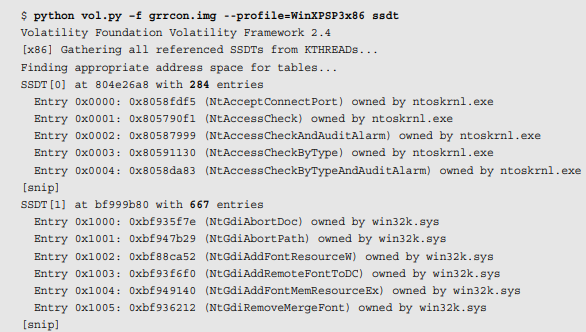 $ python vol.py -f grrcon.img --profile=WinXPSP3x86 ssdt
Volatility Foundation Volatility Framework 2.4
[x86] Gathering all referenced SSDTs from KTHREADs...
Finding appropriate address space for tables...
SSDT[0] at 804e26a8 with 284 entries
Entry 0x0000: 0x8058fdf5 (NtAcceptConnectPort) owned by ntoskrnl.exe
Entry 0x0001: 0x805790f1 (NtAccessCheck) owned by ntoskrnl.exe
Entry 0x0002: 0x80587999 (NtAccessCheckAndAuditAlarm) owned by ntoskrnl.exe
Entry 0x0003: 0x80591130 (NtAccessCheckByType) owned by ntoskrnl.exe
Entry 0x0004: 0x8058da83 (NtAccessCheckByTypeAndAuditAlarm) owned by ntoskrnl.exe
[snip]
SSDT[1] at bf999b80 with 667 entries
Entry 0x1000: 0xbf935f7e (NtGdiAbortDoc) owned by win32k.sys
Entry 0x1001: 0xbf947b29 (NtGdiAbortPath) owned by win32k.sys
Entry 0x1002: 0xbf88ca52 (NtGdiAddFontResourceW) owned by win32k.sys
Entry 0x1003: 0xbf93f6f0 (NtGdiAddRemoteFontToDC) owned by win32k.sys
Entry 0x1004: 0xbf949140 (NtGdiAddFontMemResourceEx) owned by win32k.sys
Entry 0x1005: 0xbf936212 (NtGdiRemoveMergeFont) owned by win32k.sys
[snip]